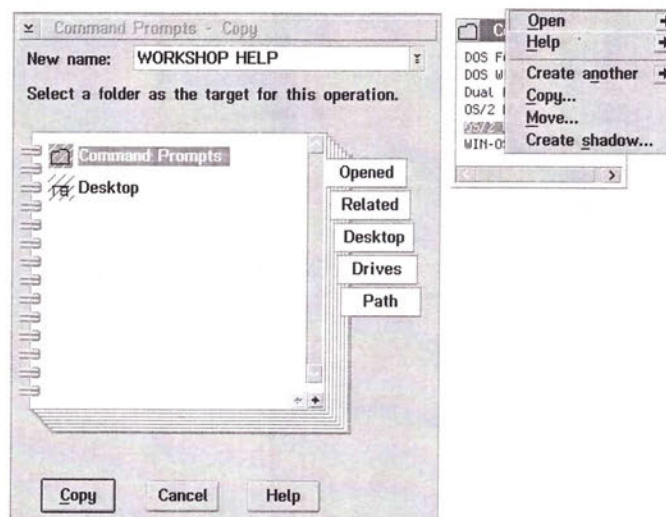 Command Prompts - Copy
New name: WORKSHOP HELP
Select a folder as the target for this operation.
Command Prompts
Desktop
Opened
Related
Desktop
Drives
Path
Copy Cancel Help
Open
Help
Create another
Copy...
Move...
Create shadow...
DOS
DOS
Dual
OS/2
OS/2